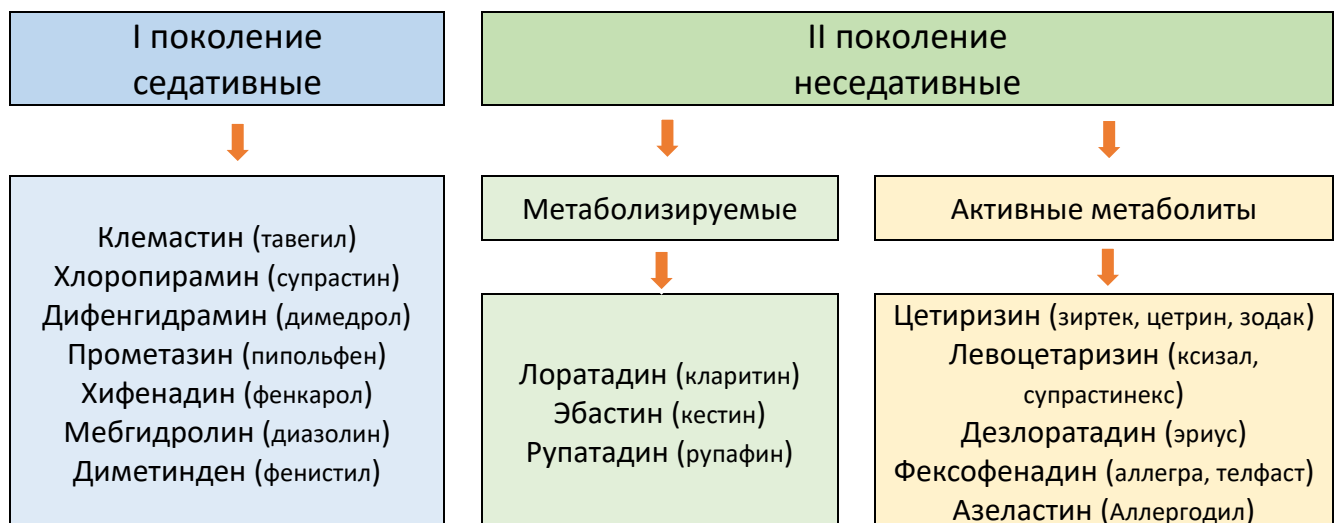 I поколение
седативные
II поколение
неседативные
Клемастин (тавегил)
Хлоропирамин (супрастин)
Дифенгидрамин (димедрол)
Прометазин (пипольфен)
Хифенадин (фенкарол)
Мебгидролин (диазолин)
Диметинден (фенистил)
Метаболизируемые
Лоратадин (кларитин)
Эбастин (кестин)
Рупатадин (рупафин)
Активные метаболиты
Цетиризин (зиртек, цетрин, зодак)
Левоцетаризин (ксизал,
супрастинекс)
Дезлоратадин (эриус)
Фексофенадин (аллегра, телфаст)
Азеластин (Аллергодил)